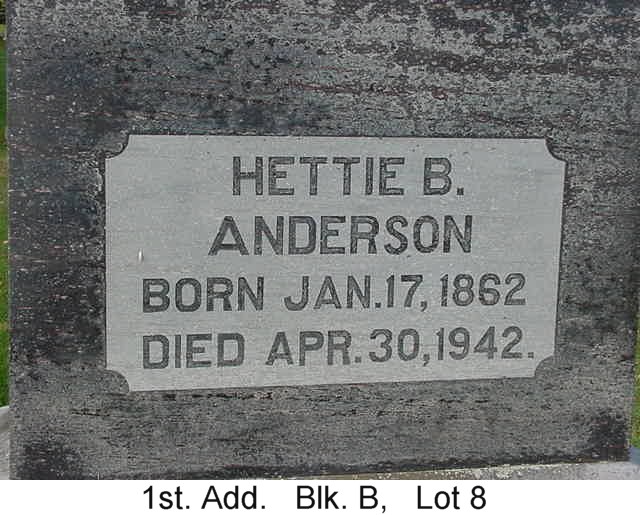 HETTIE B.
ANDERSON
BORN JAN.17, 1862
DIED APR.30,1942.
1st. Add. Blk. B, Lot 8